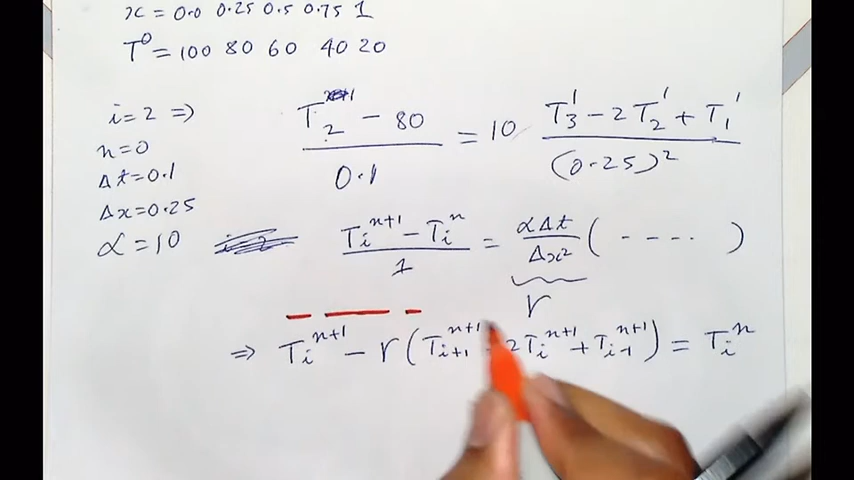 x = 0.0 0.25 0.5 0.75 1
T⁰ = 100 80 60 40 20
i=2 ⇒
n=0
Δt=0.1
Δx=0.25
α=10
(T₂¹ - 80)/0.1 = 10 (T₃¹ - 2T₂¹ + T₁¹)/(0.25)²
(Tᵢⁿ⁺¹ - Tᵢⁿ)/1 = αΔt/Δx² ( - - - - )
r
⇒ Tᵢⁿ⁺¹ - r(Tᵢ₊₁ⁿ⁺¹ - 2Tᵢⁿ⁺¹ + Tᵢ₋₁ⁿ⁺¹) = Tᵢⁿ